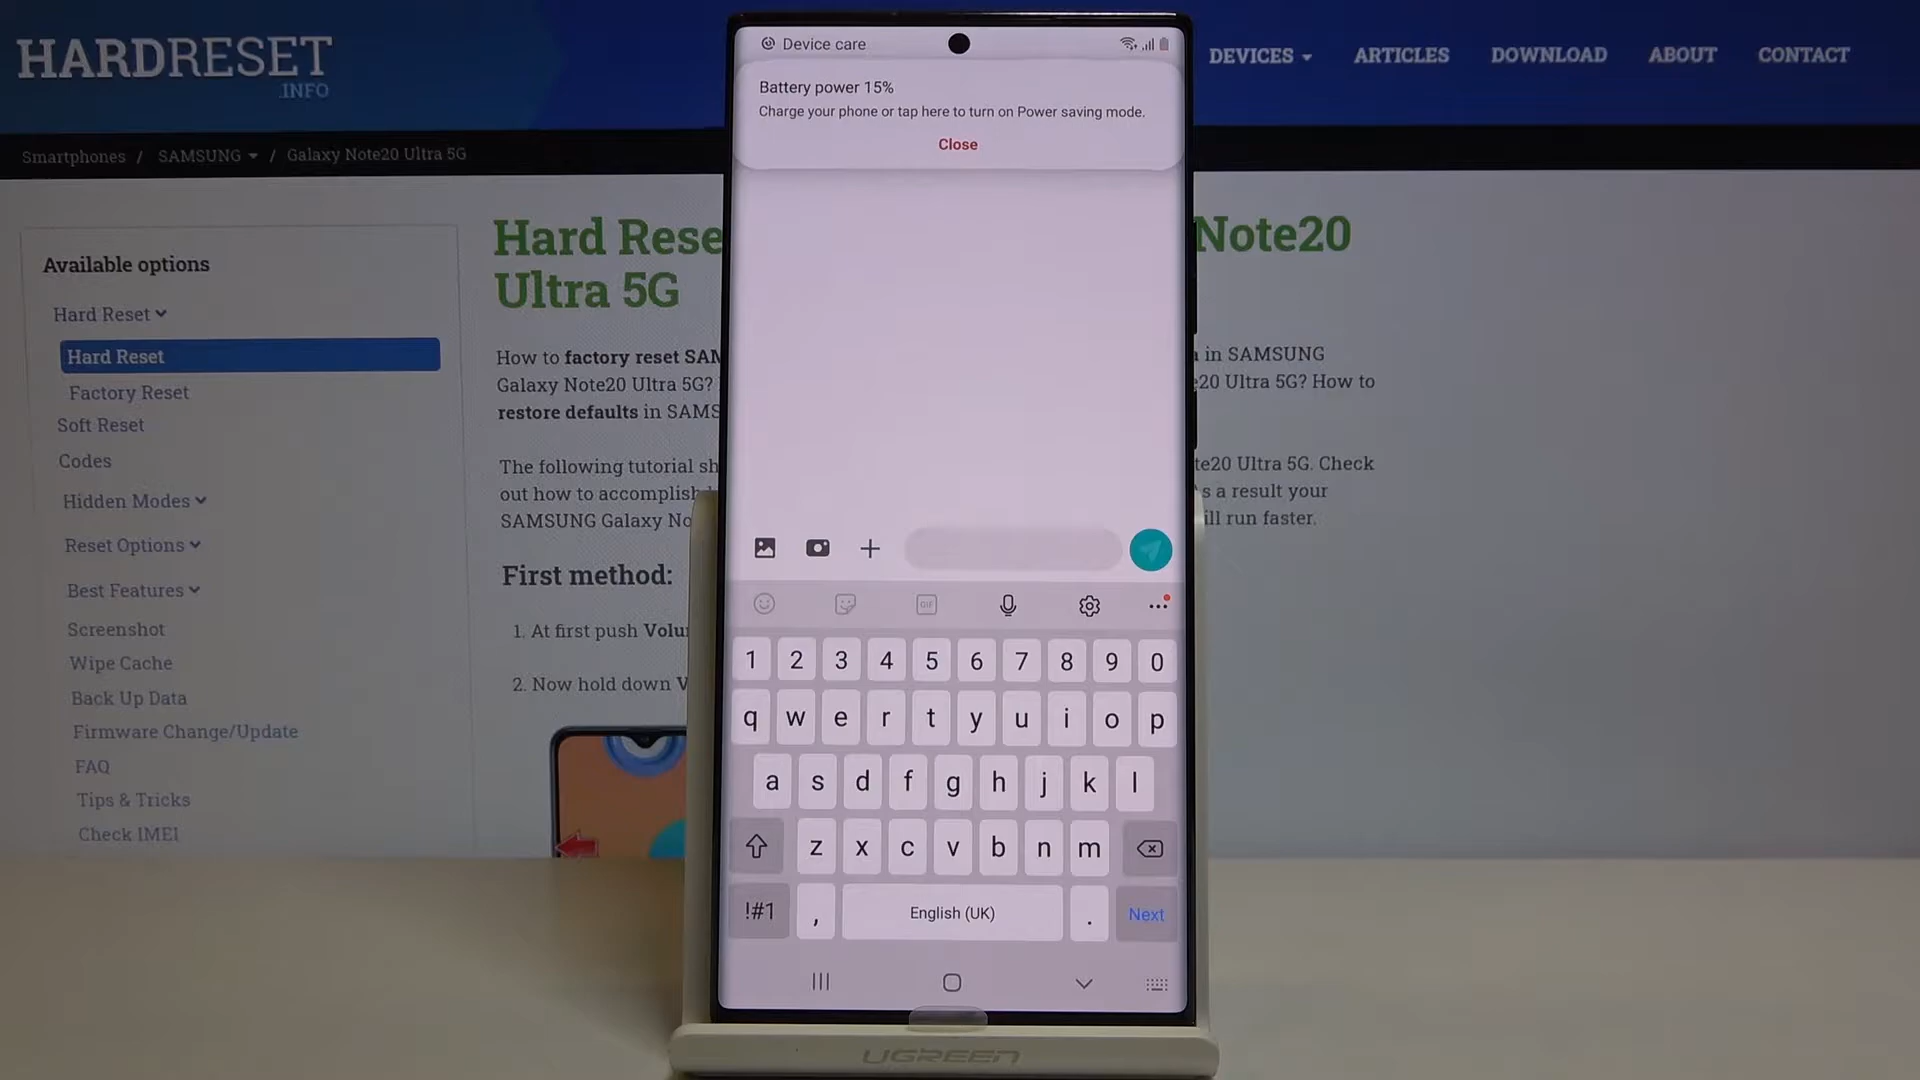 HARDRESET
.INFO
DEVICES
ARTICLES
DOWNLOAD
ABOUT
CONTACT
Smartphones / SAMSUNG / Galaxy Note20 Ultra 5G
Available options
Hard Reset
Hard Reset
Factory Reset
Soft Reset
Codes
Hidden Modes
Reset Options
Best Features
Screenshot
Wipe Cache
Back Up Data
Firmware Change/Update
FAQ
Tips & Tricks
Check IMEI
Hard Rese
Note20
Ultra 5G
How to factory reset SAM
in SAMSUNG
Galaxy Note20 Ultra 5G?
20 Ultra 5G? How to
restore defaults in SAMS
The following tutorial sh
te20 Ultra 5G. Check
out how to accomplish
s a result your
SAMSUNG Galaxy No
ill run faster.
First method:
1. At first push Volu
2. Now hold down V
Device care
Battery power 15%
Charge your phone or tap here to turn on Power saving mode.
Close
GIF
1 2 3 4 5 6 7 8 9 0
q w e r t y u i o p
a s d f g h j k l
z x c v b n m
!#1 , English (UK) . Next
UGREEN